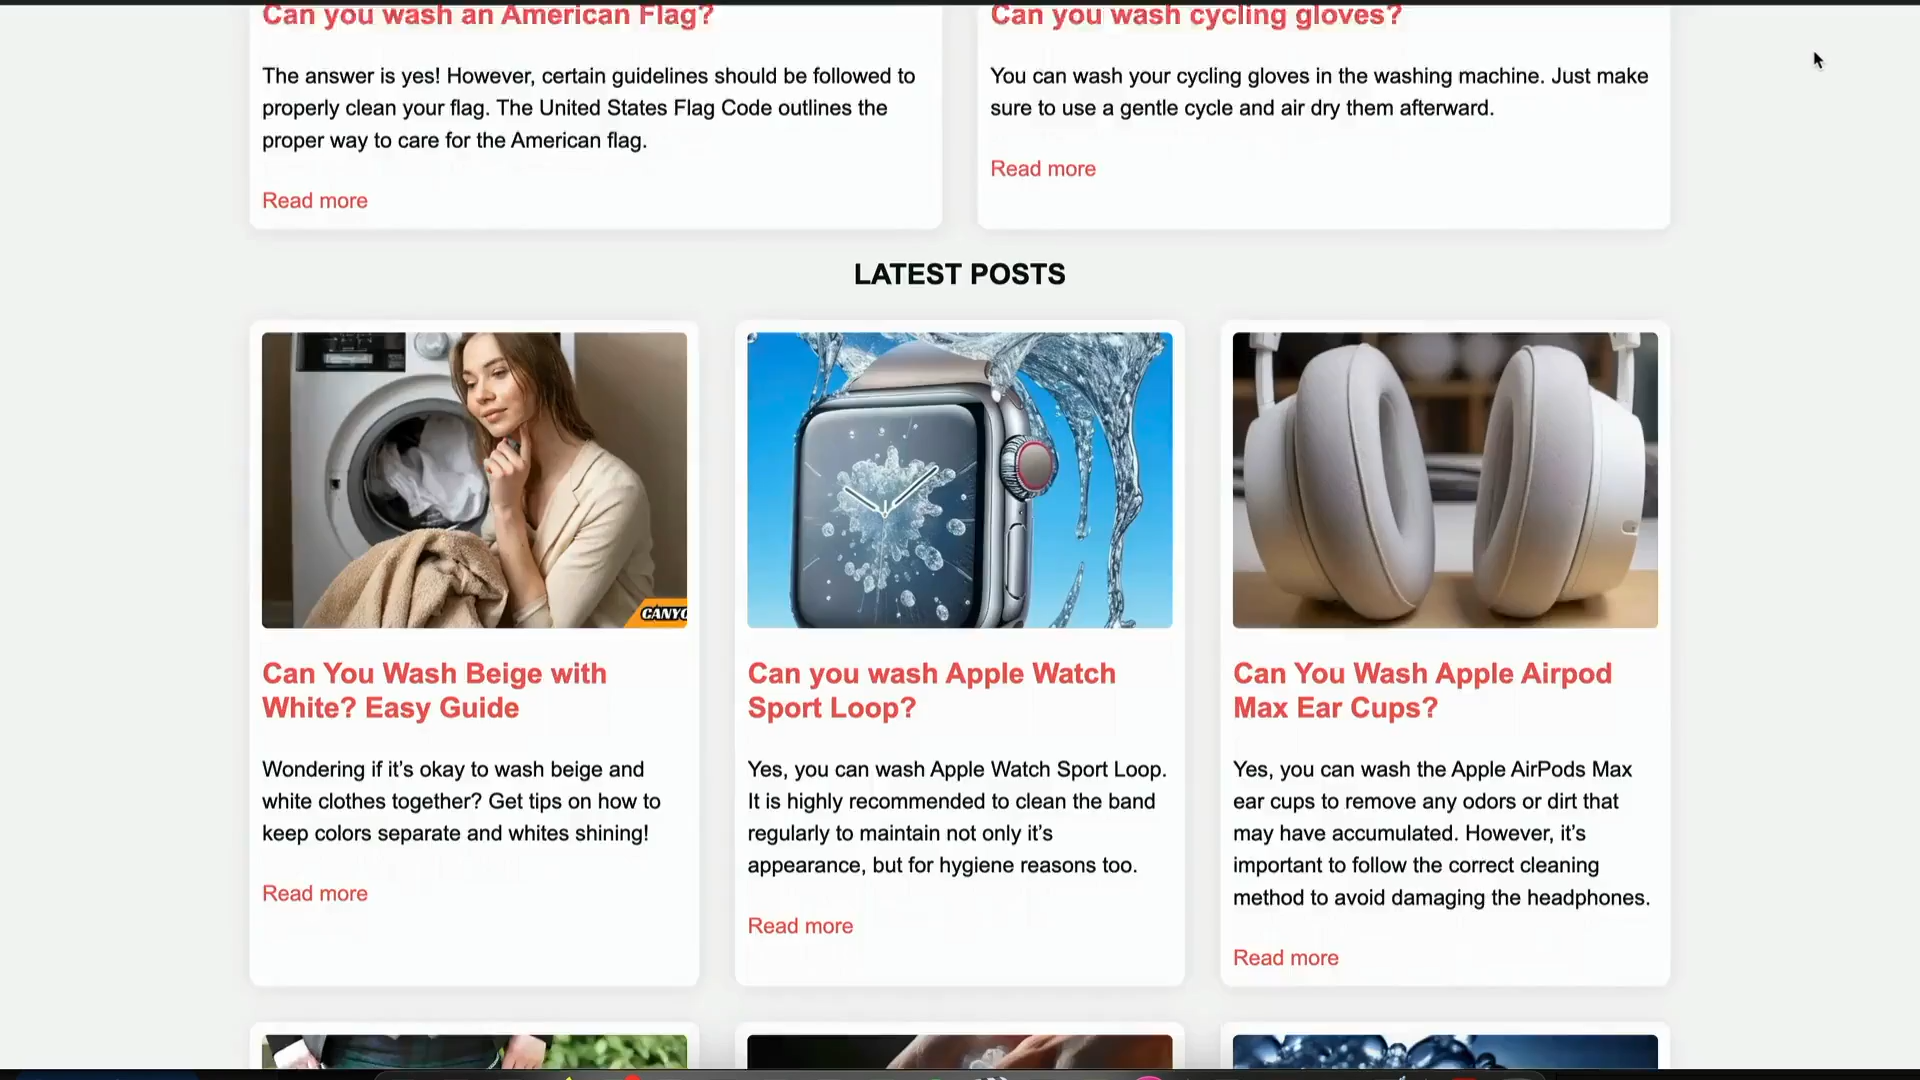 Can you wash an American Flag?
The answer is yes! However, certain guidelines should be followed to
properly clean your flag. The United States Flag Code outlines the
proper way to care for the American flag.
Read more
Can you wash cycling gloves?
You can wash your cycling gloves in the washing machine. Just make
sure to use a gentle cycle and air dry them afterward.
Read more
LATEST POSTS
CANYO
Can You Wash Beige with
White? Easy Guide
Wondering if it’s okay to wash beige and
white clothes together? Get tips on how to
keep colors separate and whites shining!
Read more
Can you wash Apple Watch
Sport Loop?
Yes, you can wash Apple Watch Sport Loop.
It is highly recommended to clean the band
regularly to maintain not only it’s
appearance, but for hygiene reasons too.
Read more
Can You Wash Apple Airpod
Max Ear Cups?
Yes, you can wash the Apple AirPods Max
ear cups to remove any odors or dirt that
may have accumulated. However, it’s
important to follow the correct cleaning
method to avoid damaging the headphones.
Read more